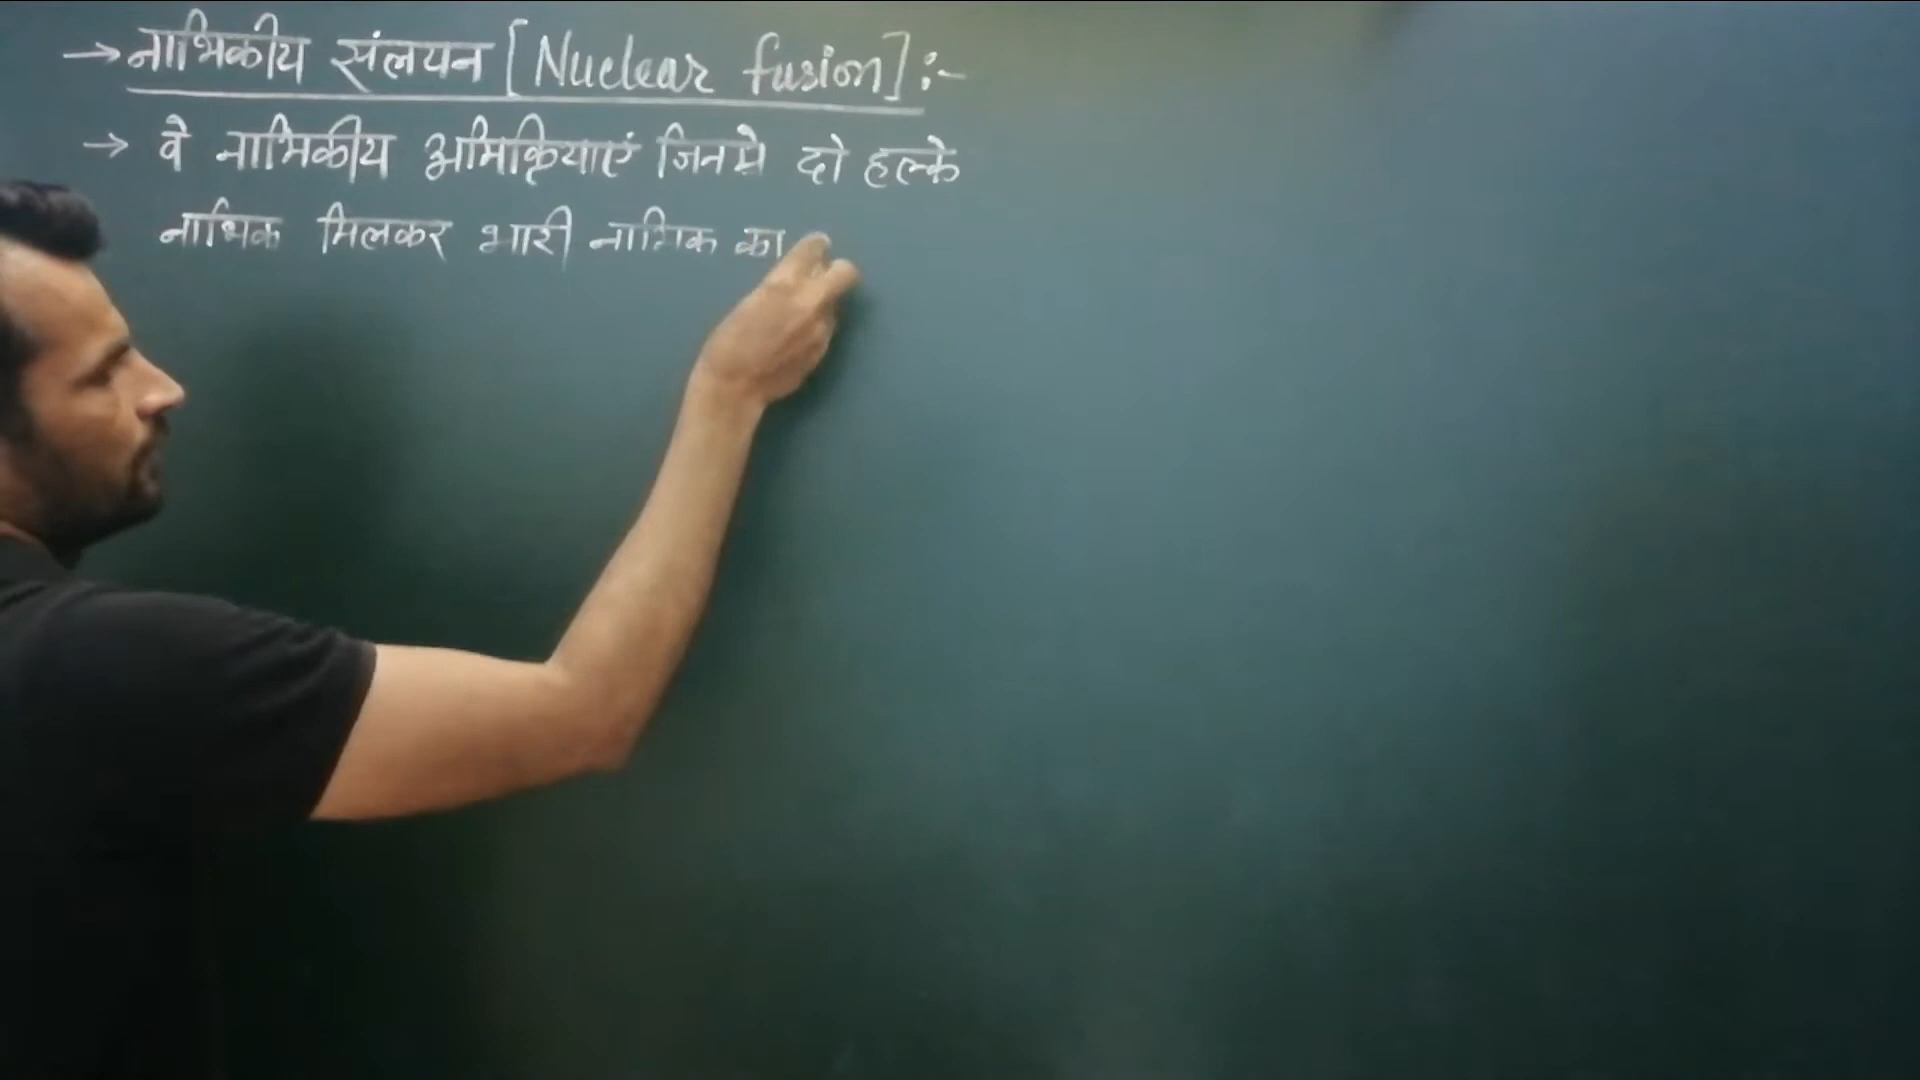 → नाभिकीय संलयन [Nuclear fusion] :-
→ वे नाभिकीय अभिक्रियाएं जिनमे दो हल्के
नाभिक मिलकर भारी नाभिक का